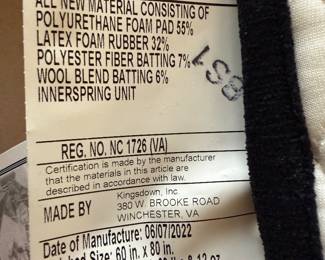 ALL NEW MATERIAL CONSISTING OF
POLYURETHANE FOAM PAD 55%
LATEX FOAM RUBBER 32%
POLYESTER FIBER BATTING 7%
WOOL BLEND BATTING 6%
INNERSPRING UNIT
REG. NO. NC 1726 (VA)
Certification is made by the manufacturer
that the materials in this article are
described in accordance with law.
Kingsdown, Inc.
MADE BY 380 W. BROOKE ROAD
WINCHESTER, VA
Date of Manufacture: 06/07/2022
Finished Size: 60 in. x 80 in.